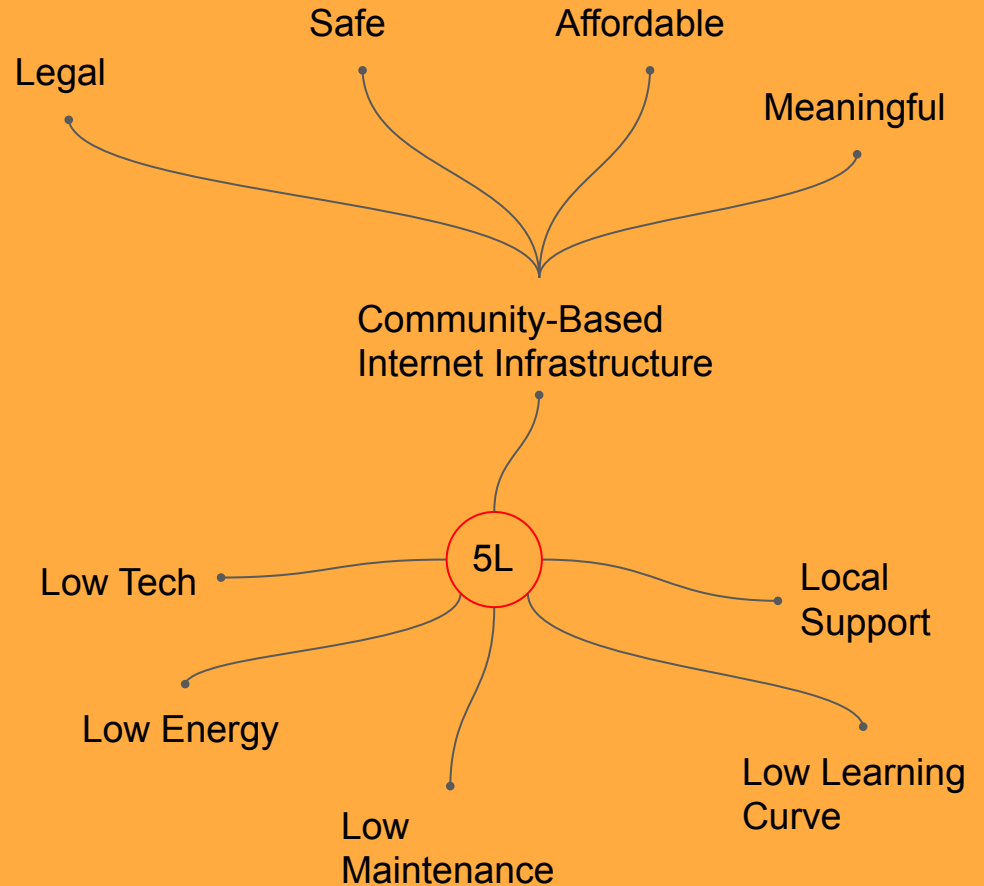 Safe
Affordable
Legal
Meaningful
Community-Based
Internet Infrastructure
5L
Low Tech
Local
Support
Low Energy
Low Learning
Curve
Low
Maintenance